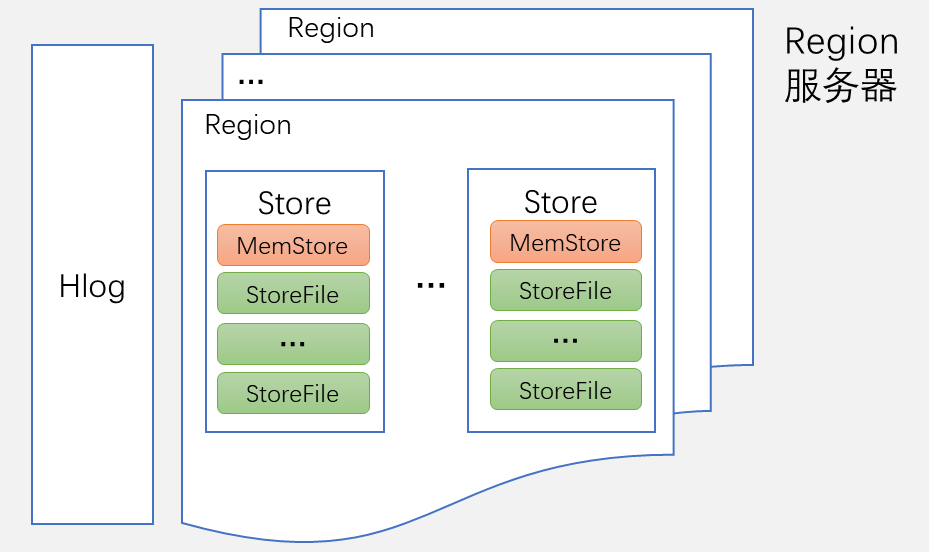 Region
Region
服务器
...
Region
Store
MemStore
StoreFile
...
StoreFile
...
Store
MemStore
StoreFile
...
StoreFile
Hlog